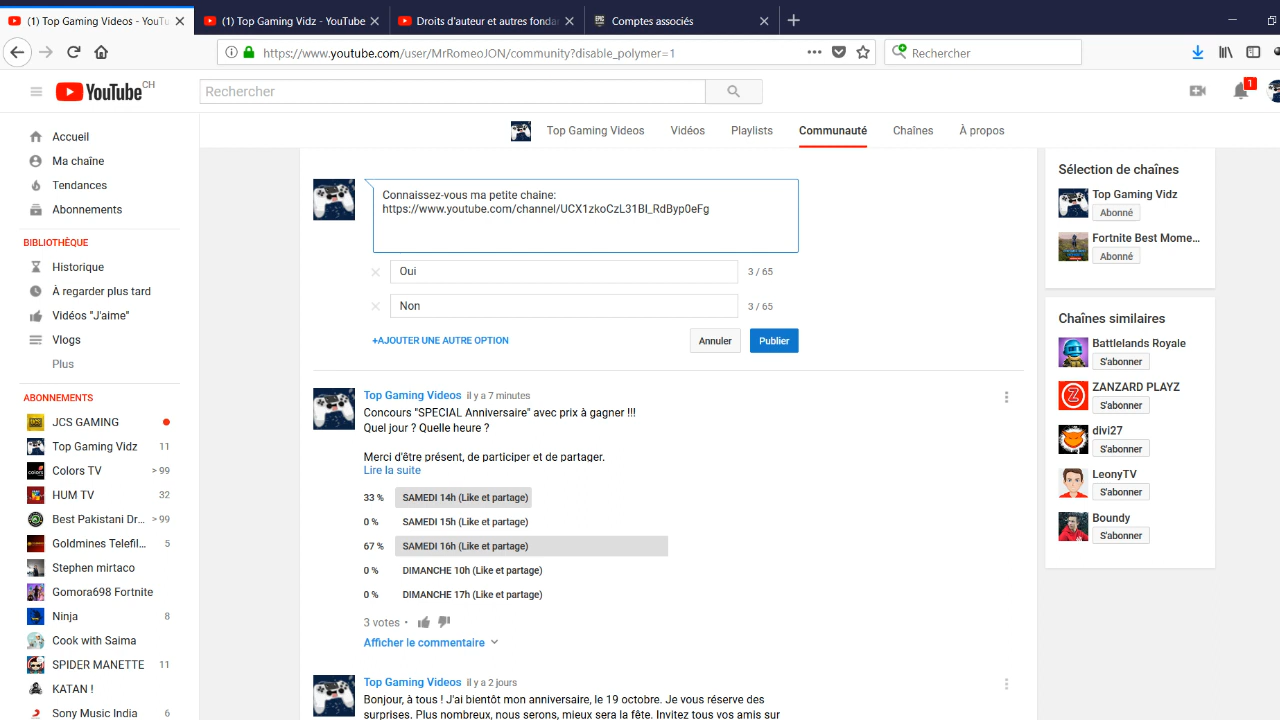 (1) Top Gaming Videos - YouTu
(1) Top Gaming Vidz - YouTube
Droits d'auteur et autres fondan
Comptes associés
https://www.youtube.com/user/MrRomeoJON/community?disable_polymer=1
Rechercher
YouTube CH
Rechercher
1
Top Gaming Videos
Vidéos
Playlists
Communauté
Chaînes
À propos
Accueil
Ma chaîne
Tendances
Abonnements
BIBLIOTHÈQUE
Historique
À regarder plus tard
Vidéos "J'aime"
Vlogs
Plus
ABONNEMENTS
JCS GAMING
Top Gaming Vidz 11
Colors TV > 99
HUM TV 32
Best Pakistani Dr... > 99
Goldmines Telefil... 5
Stephen mirtaco
Gomora698 Fortnite
Ninja 8
Cook with Saima
SPIDER MANETTE 11
KATAN !
Sony Music India 6
Connaissez-vous ma petite chaine:
https://www.youtube.com/channel/UCX1zkoCzL31Bl_RdByp0eFg
Oui 3 / 65
Non 3 / 65
+AJOUTER UNE AUTRE OPTION
Annuler
Publier
Top Gaming Videos il y a 7 minutes
Concours "SPECIAL Anniversaire" avec prix à gagner !!!
Quel jour ? Quelle heure ?
Merci d'être présent, de participer et de partager.
Lire la suite
33 % SAMEDI 14h (Like et partage)
0 % SAMEDI 15h (Like et partage)
67 % SAMEDI 16h (Like et partage)
0 % DIMANCHE 10h (Like et partage)
0 % DIMANCHE 17h (Like et partage)
3 votes •
Afficher le commentaire
Top Gaming Videos il y a 2 jours
Bonjour, à tous ! J'ai bientôt mon anniversaire, le 19 octobre. Je vous réserve des
surprises. Plus nombreux, nous serons, mieux sera la fête. Invitez tous vos amis sur
Sélection de chaînes
Top Gaming Vidz
Abonné
Fortnite Best Mome...
Abonné
Chaînes similaires
Battlelands Royale
S'abonner
ZANZARD PLAYZ
S'abonner
divi27
S'abonner
LeonyTV
S'abonner
Boundy
S'abonner